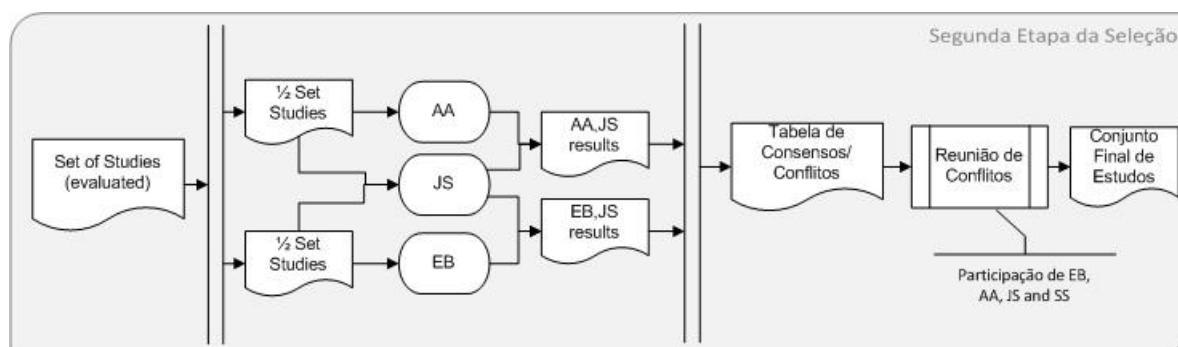 Segunda Etapa da Seleção
Set of Studies
(evaluated)
½ Set
Studies
½ Set
Studies
AA
JS
EB
AA,JS
results
EB,JS
results
Tabela de
Consensos/
Conflitos
Reunião de
Conflitos
Conjunto
Final de
Estudos
Participação de EB,
AA, JS and SS